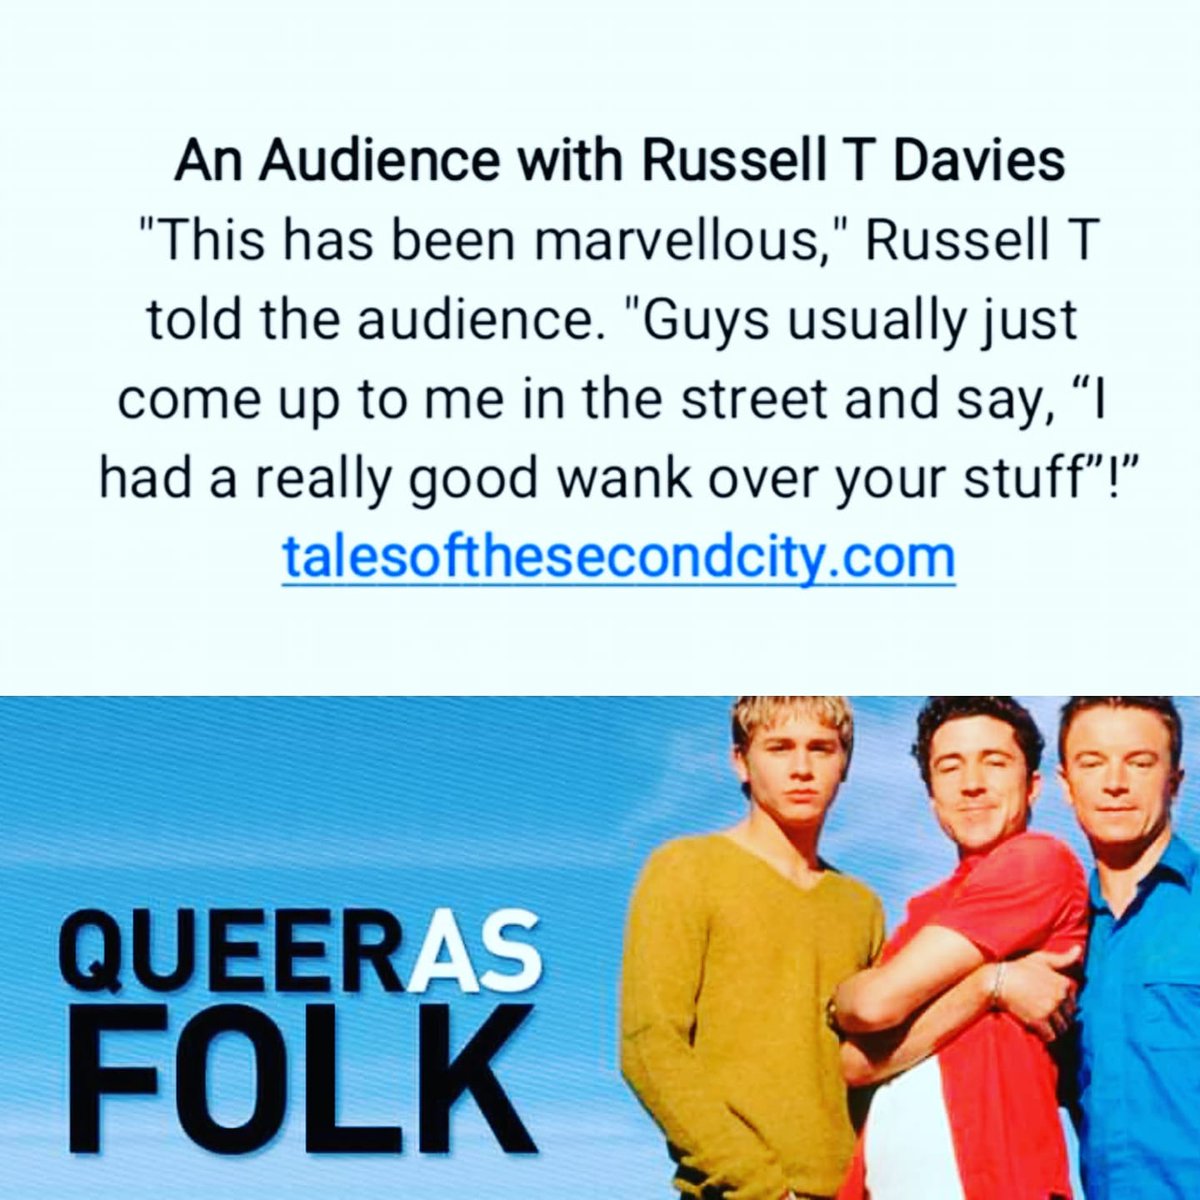 An Audience with Russell T Davies
"This has been marvellous," Russell T
told the audience. "Guys usually just
come up to me in the street and say, “I
had a really good wank over your stuff”!”
talesofthesecondcity.com
QUEERAS
FOLK